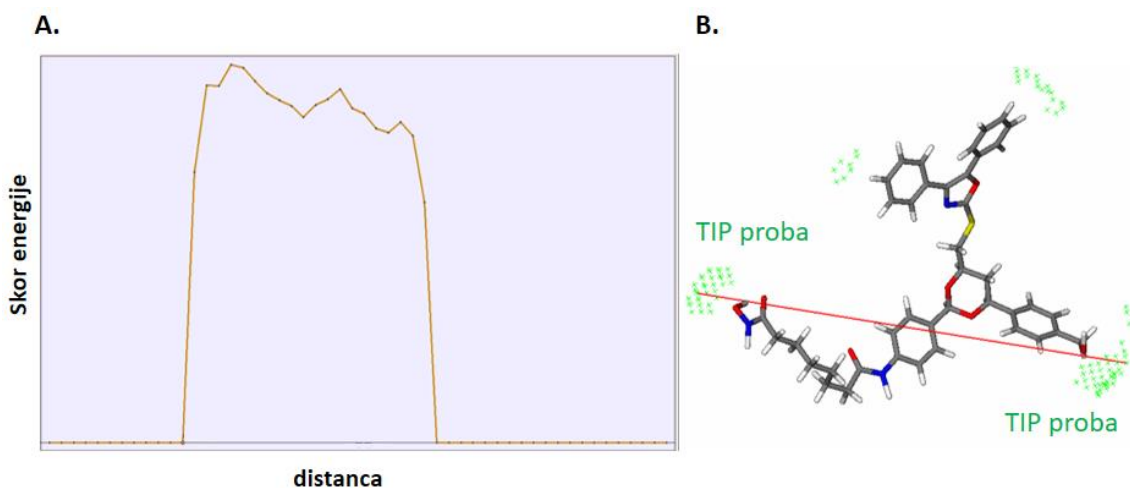 A.
Skor energije
distanca
B.
TIP proba
TIP proba